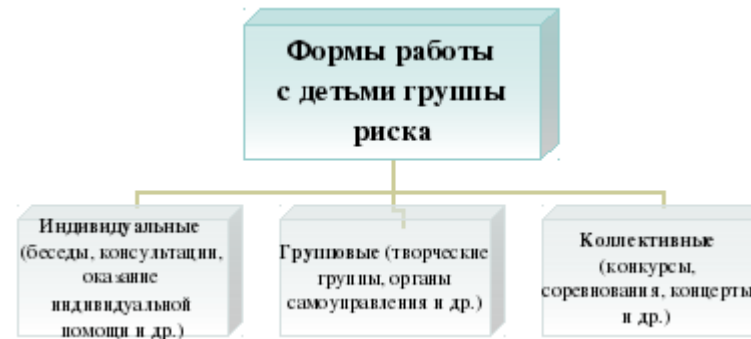 Формы работы
с детьми группы
риска
Индивидуальные
(беседы, консультации,
оказание
индивидуальной
помощи и др.)
Групповые (творческие
группы, органы
самоуправления и др.)
Коллективные
(конкурсы,
соревнования, концерты
и др.)